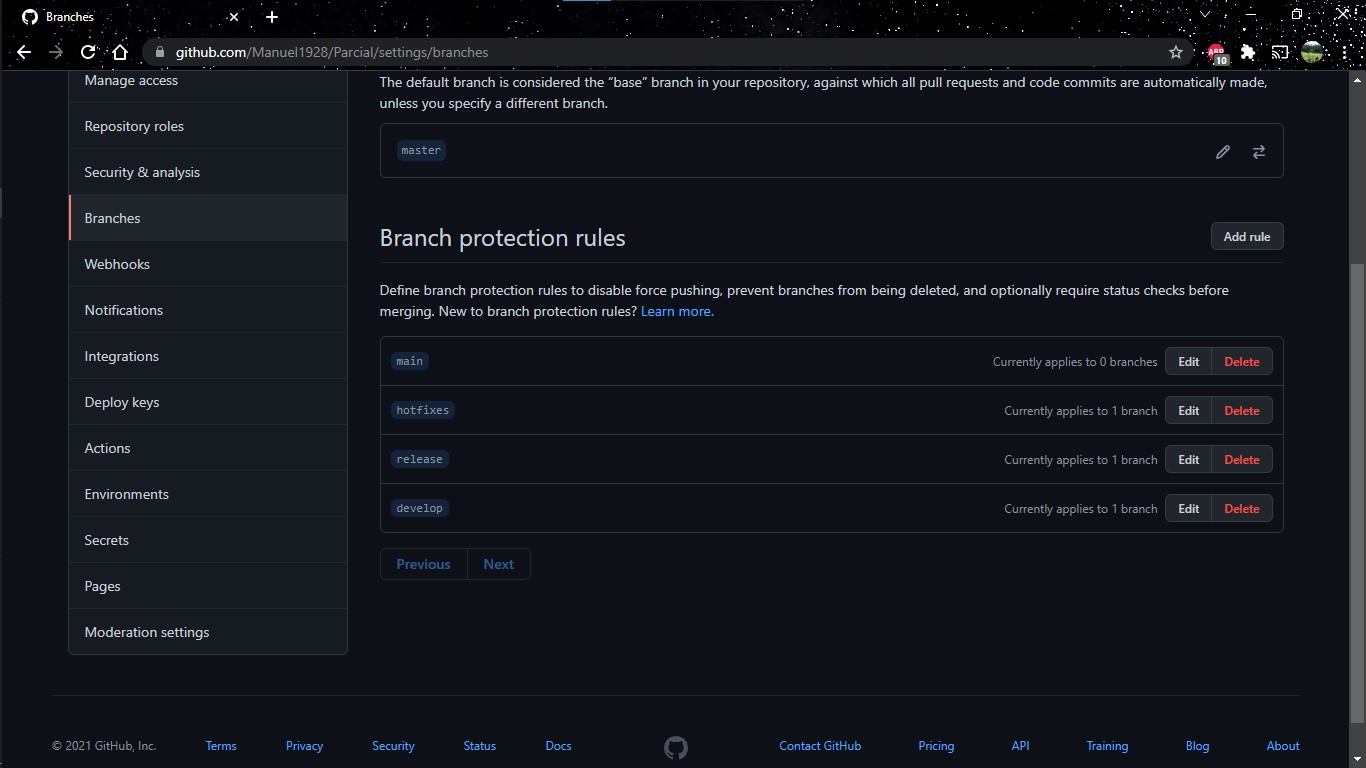 Branches
github.com/Manuel1928/Parcial/settings/branches
ABP
10
Manage access
Repository roles
Security & analysis
Branches
Webhooks
Notifications
Integrations
Deploy keys
Actions
Environments
Secrets
Pages
Moderation settings
The default branch is considered the “base” branch in your repository, against which all pull requests and code commits are automatically made,
unless you specify a different branch.
master
Branch protection rules
Add rule
Define branch protection rules to disable force pushing, prevent branches from being deleted, and optionally require status checks before
merging. New to branch protection rules? Learn more.
main Currently applies to 0 branches Edit Delete
hotfixes Currently applies to 1 branch Edit Delete
release Currently applies to 1 branch Edit Delete
develop Currently applies to 1 branch Edit Delete
Previous Next
© 2021 GitHub, Inc. Terms Privacy Security Status Docs Contact GitHub Pricing API Training Blog About